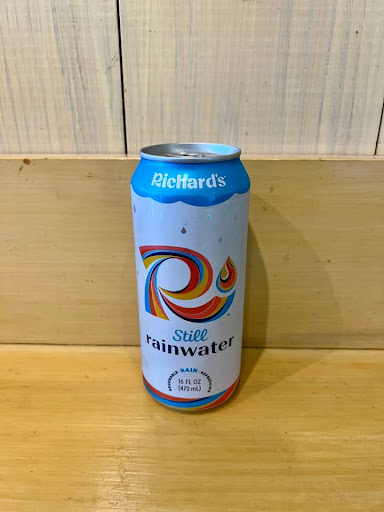 Richard's
Still
rainwater
RAIN
16 FL OZ
(473 mL)